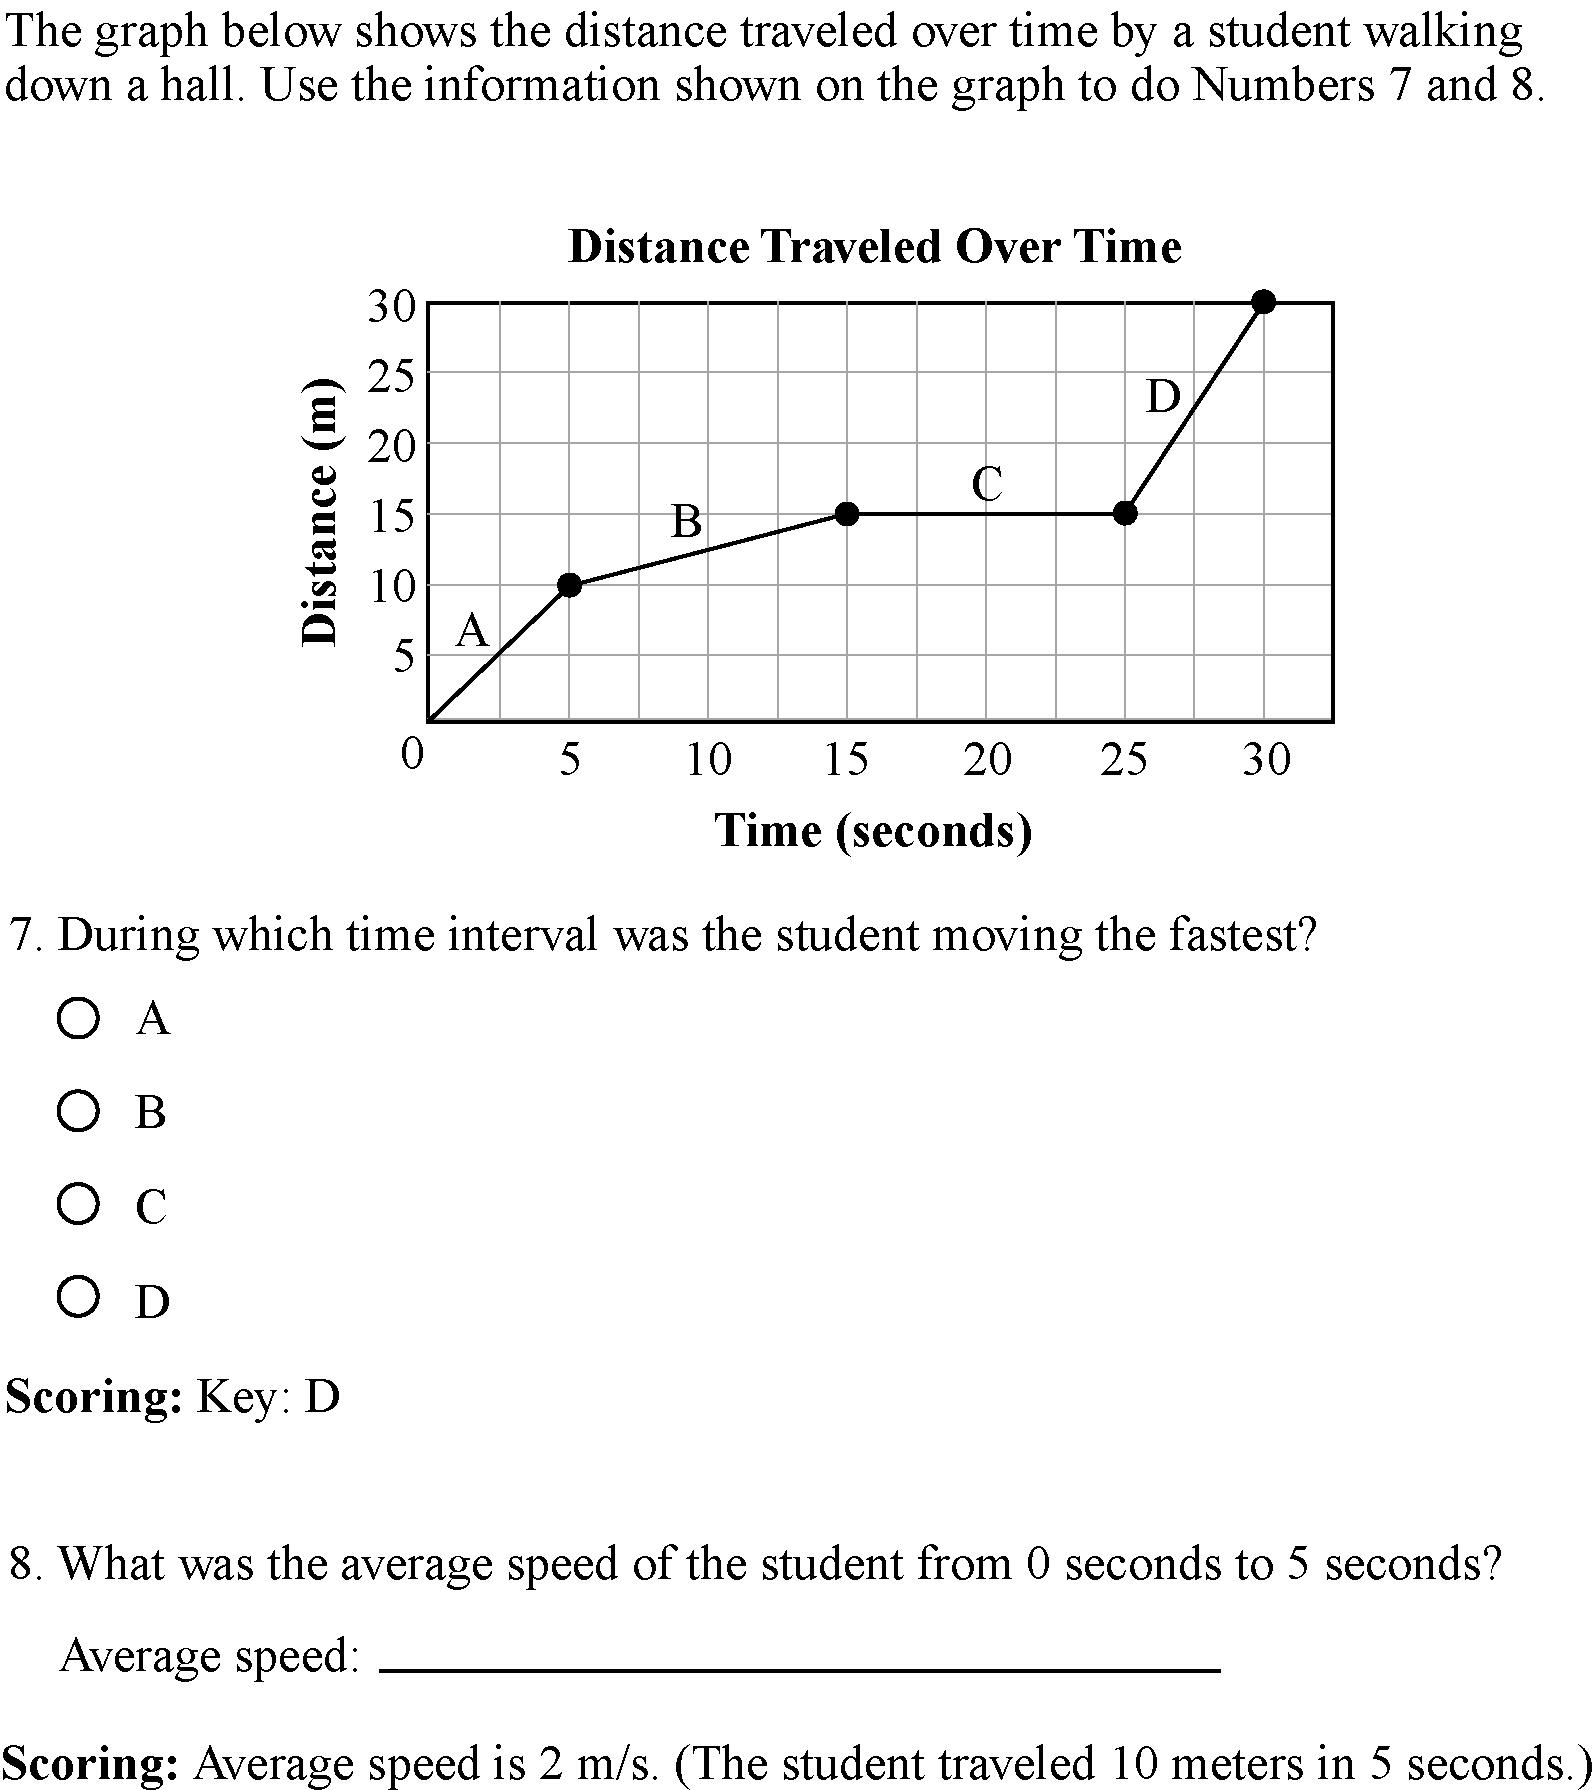 The graph below shows the distance traveled over time by a student walking
down a hall. Use the information shown on the graph to do Numbers 7 and 8.
Distance Traveled Over Time
Distance (m)
30
25
20
15
10
5
0
A
B
C
D
5 10 15 20 25 30
Time (seconds)
7. During which time interval was the student moving the fastest?
A
B
C
D
Scoring: Key: D
8. What was the average speed of the student from 0 seconds to 5 seconds?
Average speed:
Scoring: Average speed is 2 m/s. (The student traveled 10 meters in 5 seconds.)